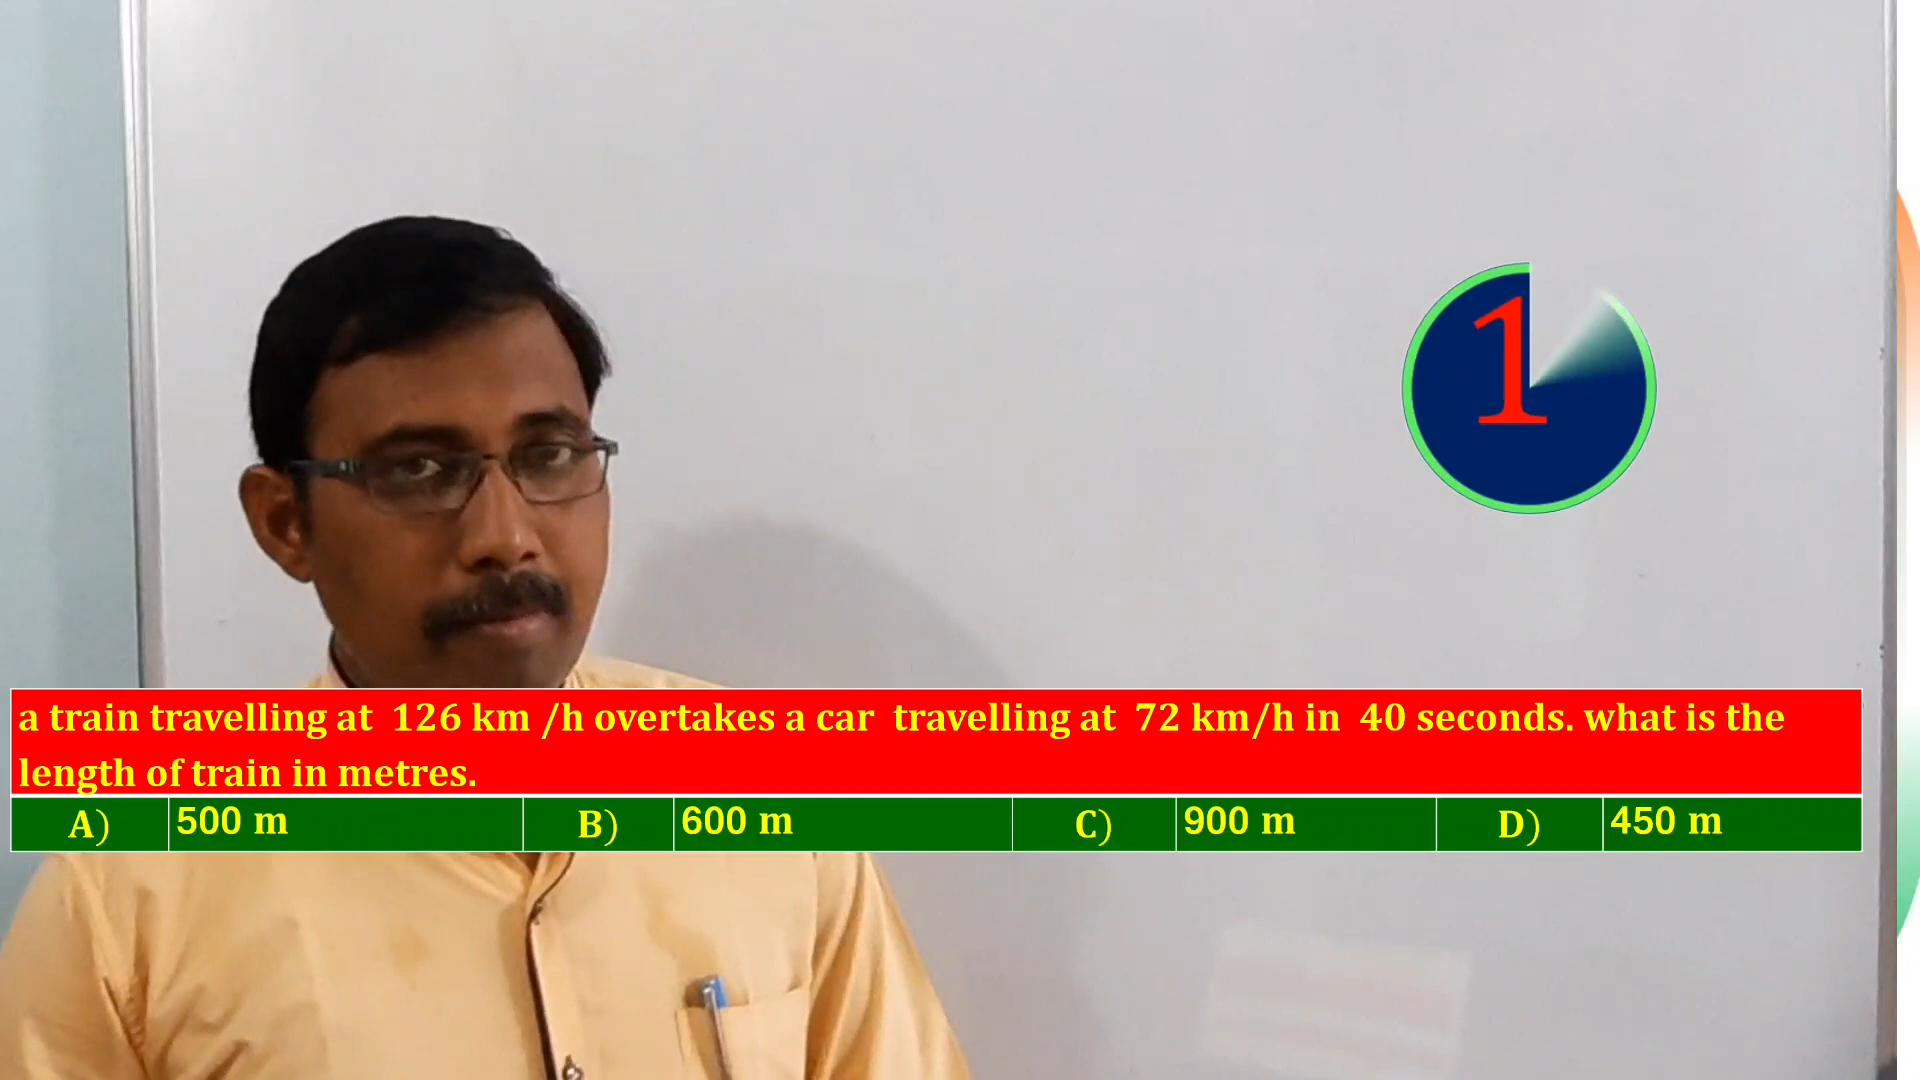 1
a train travelling at 126 km /h overtakes a car travelling at 72 km/h in 40 seconds. what is the
length of train in metres.
A) 500 m B) 600 m C) 900 m D) 450 m